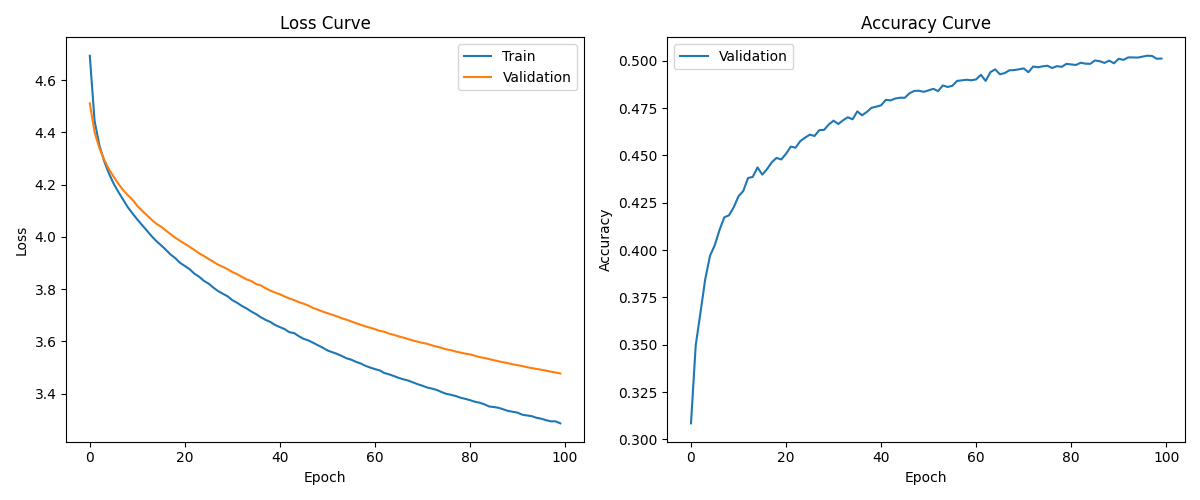 Loss Curve
Train
Validation
4.6
4.4
4.2
4.0
3.8
3.6
3.4
Loss
0 20 40 60 80 100
Epoch
Accuracy Curve
Validation
0.500
0.475
0.450
0.425
0.400
0.375
0.350
0.325
0.300
Accuracy
0 20 40 60 80 100
Epoch